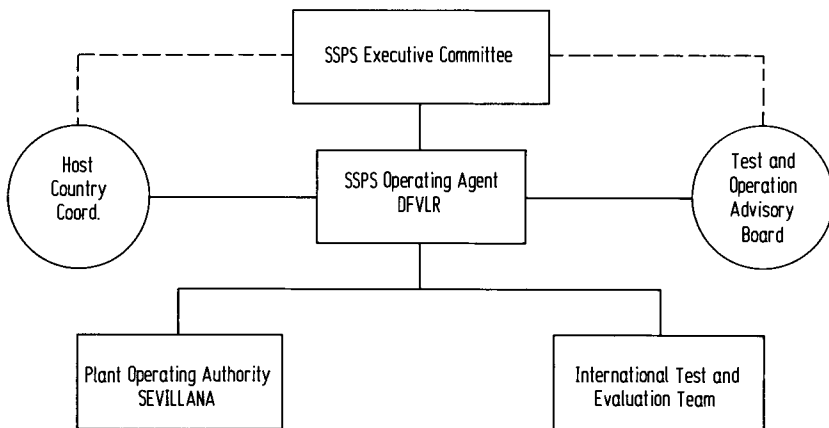 SSPS Executive Committee
Host
Country
Coord.
SSPS Operating Agent
DFVLR
Test and
Operation
Advisory
Board
Plant Operating Authority
SEVILLANA
International Test and
Evaluation Team